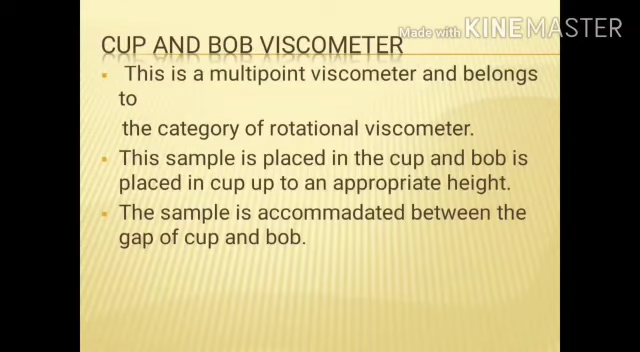 Made with KINEMASTER
CUP AND BOB VISCOMETER
▪ This is a multipoint viscometer and belongs
to
the category of rotational viscometer.
▪ This sample is placed in the cup and bob is
placed in cup up to an appropriate height.
▪ The sample is accommadated between the
gap of cup and bob.